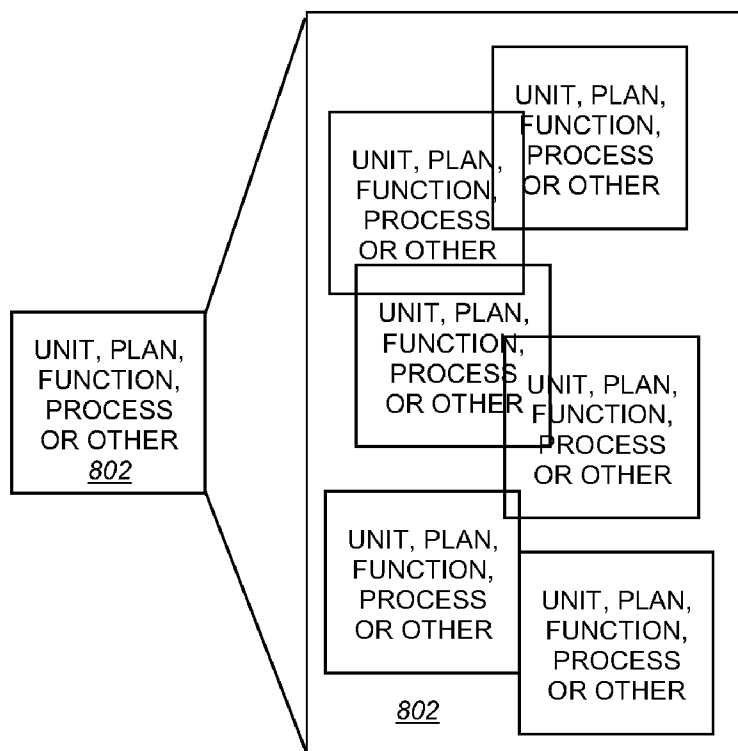 UNIT, PLAN,
FUNCTION,
PROCESS
OR OTHER
802
UNIT, PLAN,
FUNCTION,
PROCESS
OR OTHER
UNIT, PLAN,
FUNCTION,
PROCESS
OR OTHER
UNIT, PLAN,
FUNCTION,
PROCESS
OR OTHER
UNIT, PLAN,
FUNCTION,
PROCESS
OR OTHER
UNIT, PLAN,
FUNCTION,
PROCESS
OR OTHER
UNIT, PLAN,
FUNCTION,
PROCESS
OR OTHER
802